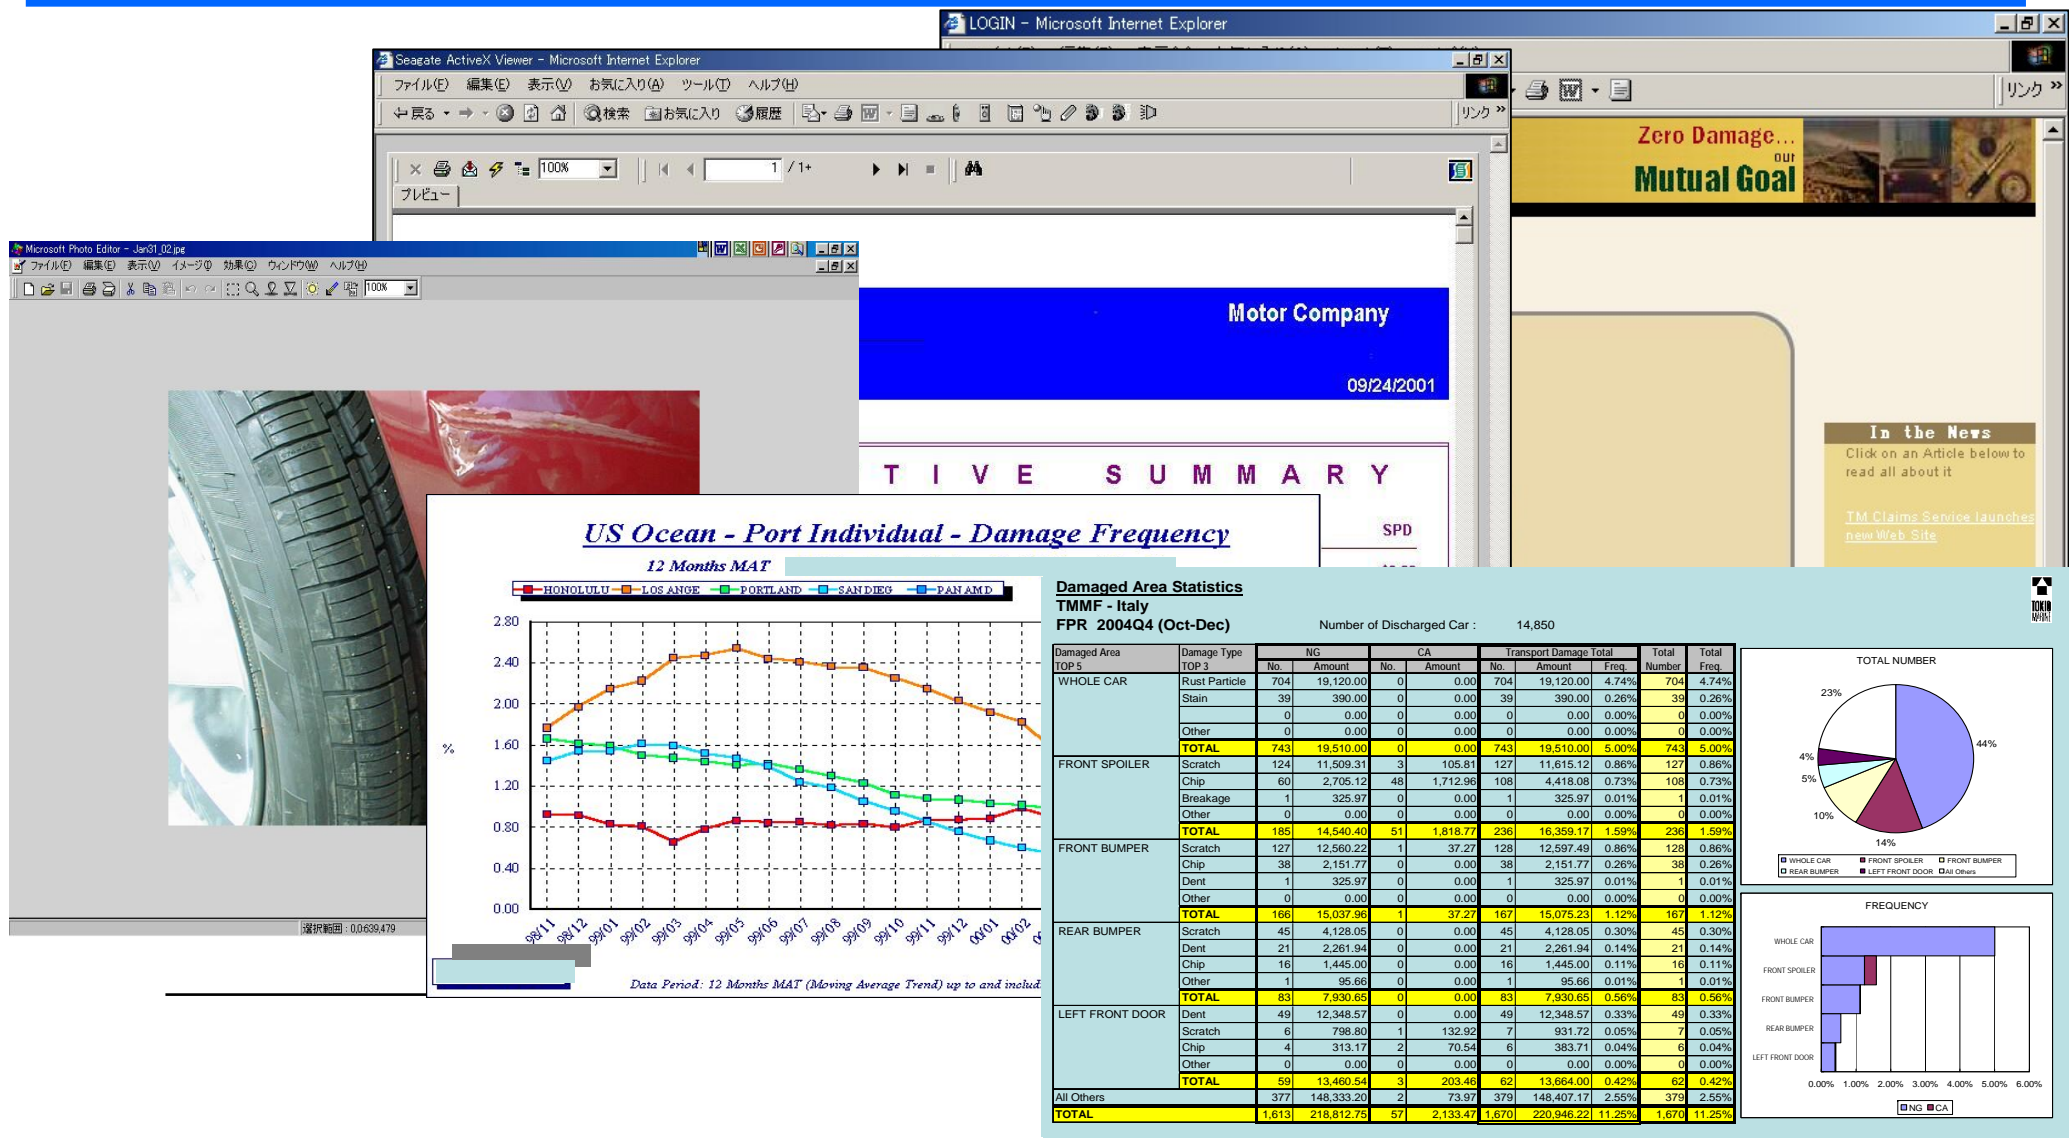 LOGIN - Microsoft Internet Explorer
リンク »
Zero Damage...
our
Mutual Goal
In the News
Click on an Article below to
read all about it
TM Claims Service launches
new Web Site
Seagate ActiveX Viewer - Microsoft Internet Explorer
ファイル(F) 編集(E) 表示(V) お気に入り(A) ツール(T) ヘルプ(H)
戻る 検索 お気に入り 履歴 リンク »
100% 1 / 1+
プレビュー
Motor Company
09/24/2001
T I V E S U M M A R Y
SPD
Microsoft Photo Editor - Jan31_02.jpg
ファイル(F) 編集(E) 表示(V) イメージ(I) 効果(C) ウィンドウ(W) ヘルプ(H)
100%
選択範囲 : 0,0:639,479
US Ocean - Port Individual - Damage Frequency
12 Months MAT
HONOLULU LOS ANGE PORTLAND SAN DIEG PAN AM D
2.80
2.40
2.00
%
1.60
1.20
0.80
0.40
0.00
98/11 98/12 99/01 99/02 99/03 99/04 99/05 99/06 99/07 99/08 99/09 99/10 99/11 99/12 00/01 00/02
Data Period: 12 Months MAT (Moving Average Trend) up to and includ
Damaged Area Statistics
TMMF - Italy
FPR 2004Q4 (Oct-Dec) Number of Discharged Car : 14,850
TOKIO
Damaged Area Damage Type NG CA Transport Damage Total Total Total
TOP 5 TOP 3 No. Amount No. Amount No. Amount Freq. Number Freq.
WHOLE CAR Rust Particle 704 19,120.00 0 0.00 704 19,120.00 4.74% 704 4.74%
Stain 39 390.00 0 0.00 39 390.00 0.26% 39 0.26%
0 0.00 0 0.00 0 0.00 0.00% 0 0.00%
Other 0 0.00 0 0.00 0 0.00 0.00% 0 0.00%
TOTAL 743 19,510.00 0 0.00 743 19,510.00 5.00% 743 5.00%
FRONT SPOILER Scratch 124 11,509.31 3 105.81 127 11,615.12 0.86% 127 0.86%
Chip 60 2,705.12 48 1,712.96 108 4,418.08 0.73% 108 0.73%
Breakage 1 325.97 0 0.00 1 325.97 0.01% 1 0.01%
Other 0 0.00 0 0.00 0 0.00 0.00% 0 0.00%
TOTAL 185 14,540.40 51 1,818.77 236 16,359.17 1.59% 236 1.59%
FRONT BUMPER Scratch 127 12,560.22 1 37.27 128 12,597.49 0.86% 128 0.86%
Chip 38 2,151.77 0 0.00 38 2,151.77 0.26% 38 0.26%
Dent 1 325.97 0 0.00 1 325.97 0.01% 1 0.01%
Other 0 0.00 0 0.00 0 0.00 0.00% 0 0.00%
TOTAL 166 15,037.96 1 37.27 167 15,075.23 1.12% 167 1.12%
REAR BUMPER Scratch 45 4,128.05 0 0.00 45 4,128.05 0.30% 45 0.30%
Dent 21 2,261.94 0 0.00 21 2,261.94 0.14% 21 0.14%
Chip 16 1,445.00 0 0.00 16 1,445.00 0.11% 16 0.11%
Other 1 95.66 0 0.00 1 95.66 0.01% 1 0.01%
TOTAL 83 7,930.65 0 0.00 83 7,930.65 0.56% 83 0.56%
LEFT FRONT DOOR Dent 49 12,348.57 0 0.00 49 12,348.57 0.33% 49 0.33%
Scratch 6 798.80 1 132.92 7 931.72 0.05% 7 0.05%
Chip 4 313.17 2 70.54 6 383.71 0.04% 6 0.04%
Other 0 0.00 0 0.00 0 0.00 0.00% 0 0.00%
TOTAL 59 13,460.54 3 203.46 62 13,664.00 0.42% 62 0.42%
All Others 377 148,333.20 2 73.97 379 148,407.17 2.55% 379 2.55%
TOTAL 1,613 218,812.75 57 2,133.47 1,670 220,946.22 11.25% 1,670 11.25%
TOTAL NUMBER
23%
44%
4%
5%
10%
14%
WHOLE CAR FRONT SPOILER FRONT BUMPER
REAR BUMPER LEFT FRONT DOOR All Others
FREQUENCY
WHOLE CAR
FRONT SPOILER
FRONT BUMPER
REAR BUMPER
LEFT FRONT DOOR
0.00% 1.00% 2.00% 3.00% 4.00% 5.00% 6.00%
NG CA